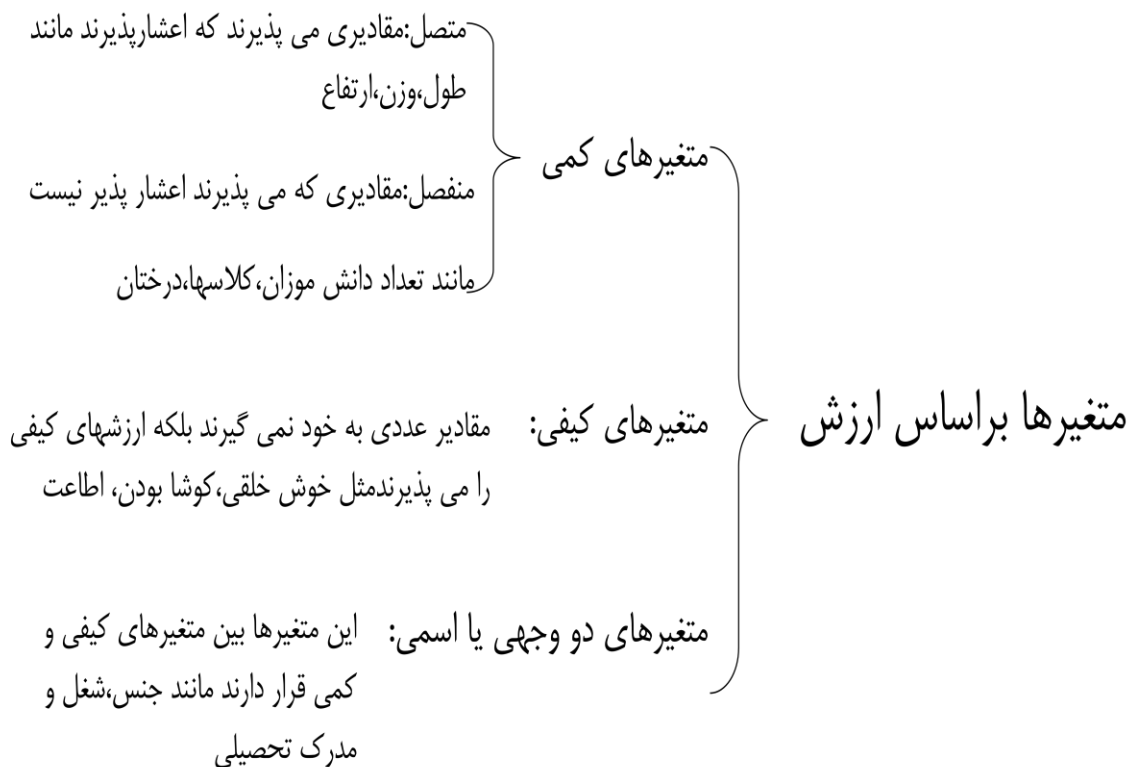 متغیرها براساس ارزش
متغیرهای کمی
متصل:مقادیری می پذیرند که اعشارپذیرند مانند
طول،وزن،ارتفاع
منفصل:مقادیری که می پذیرند اعشار پذیر نیست
مانند تعداد دانش موزان،کلاسها،درختان
متغیرهای کیفی: مقادیر عددی به خود نمی گیرند بلکه ارزشهای کیفی
را می پذیرندمثل خوش خلقی،کوشا بودن، اطاعت
متغیرهای دو وجهی یا اسمی: این متغیرها بین متغیرهای کیفی و
کمی قرار دارند مانند جنس،شغل و
مدرک تحصیلی